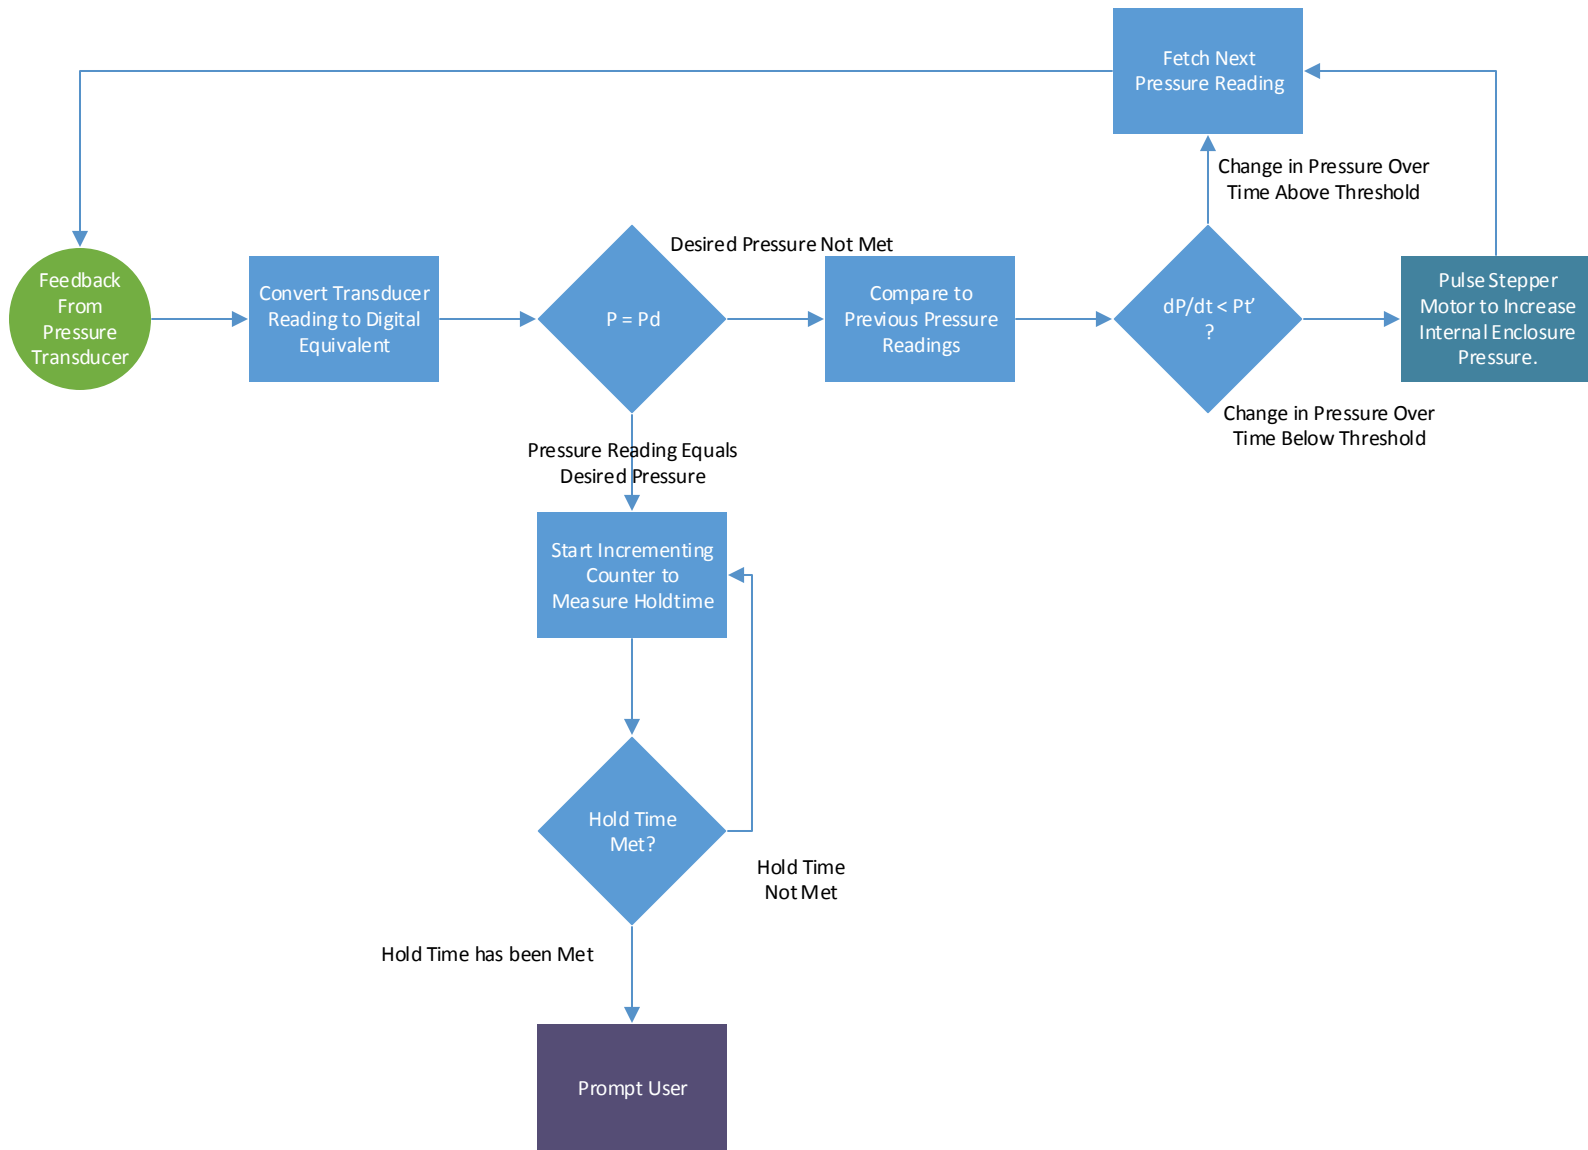 Fetch Next
Pressure Reading
Change in Pressure Over
Time Above Threshold
Feedback
From
Pressure
Transducer
Convert Transducer
Reading to Digital
Equivalent
P = Pd
Desired Pressure Not Met
Compare to
Previous Pressure
Readings
dP/dt < Pt’
?
Pulse Stepper
Motor to Increase
Internal Enclosure
Pressure.
Change in Pressure Over
Time Below Threshold
Pressure Reading Equals
Desired Pressure
Start Incrementing
Counter to
Measure Holdtime
Hold Time
Met?
Hold Time
Not Met
Hold Time has been Met
Prompt User